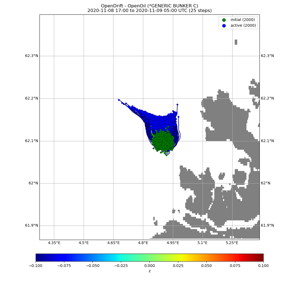 OpenDrift - OpenOil (*GENERIC BUNKER C)
2020-11-08 17:00 to 2020-11-09 05:00 UTC (25 steps)
initial (2000)
active (2000)
62.3°N 62.3°N
62.2°N 62.2°N
62.1°N 62.1°N
62°N 62°N
61.9°N 61.9°N
4.35°E 4.5°E 4.65°E 4.8°E 4.95°E 5.1°E 5.25°E
−0.100 −0.075 −0.050 −0.025 0.000 0.025 0.050 0.075 0.100